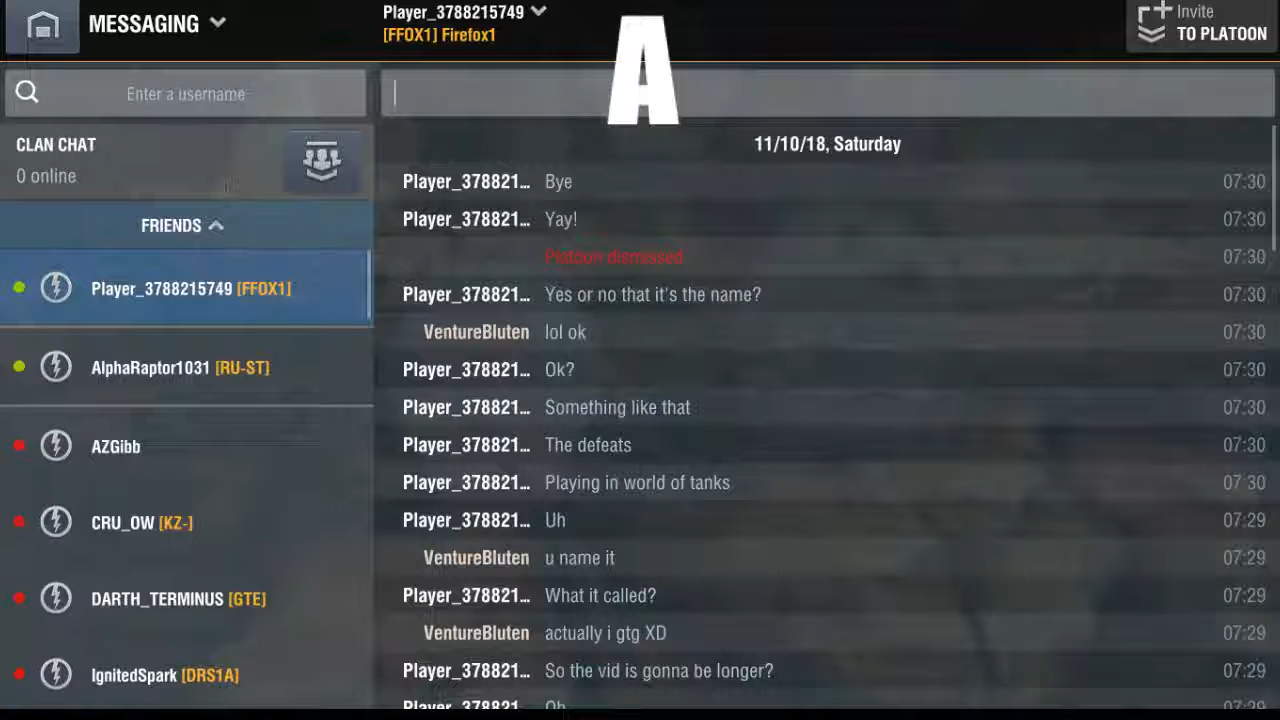 MESSAGING
Player_3788215749
[FFOX1] Firefox1
A
Invite
TO PLATOON
Enter a username
CLAN CHAT
0 online
FRIENDS
Player_3788215749 [FFOX1]
AlphaRaptor1031 [RU-ST]
AZGibb
CRU_OW [KZ-]
DARTH_TERMINUS [GTE]
IgnitedSpark [DRS1A]
11/10/18, Saturday
Player_378821... Bye 07:30
Player_378821... Yay! 07:30
Platoon dismissed 07:30
Player_378821... Yes or no that it's the name? 07:30
VentureBluten lol ok 07:30
Player_378821... Ok? 07:30
Player_378821... Something like that 07:30
Player_378821... The defeats 07:30
Player_378821... Playing in world of tanks 07:30
Player_378821... Uh 07:29
VentureBluten u name it 07:29
Player_378821... What it called? 07:29
VentureBluten actually i gtg XD 07:29
Player_378821... So the vid is gonna be longer? 07:29
Player_378821... Oh 07:29